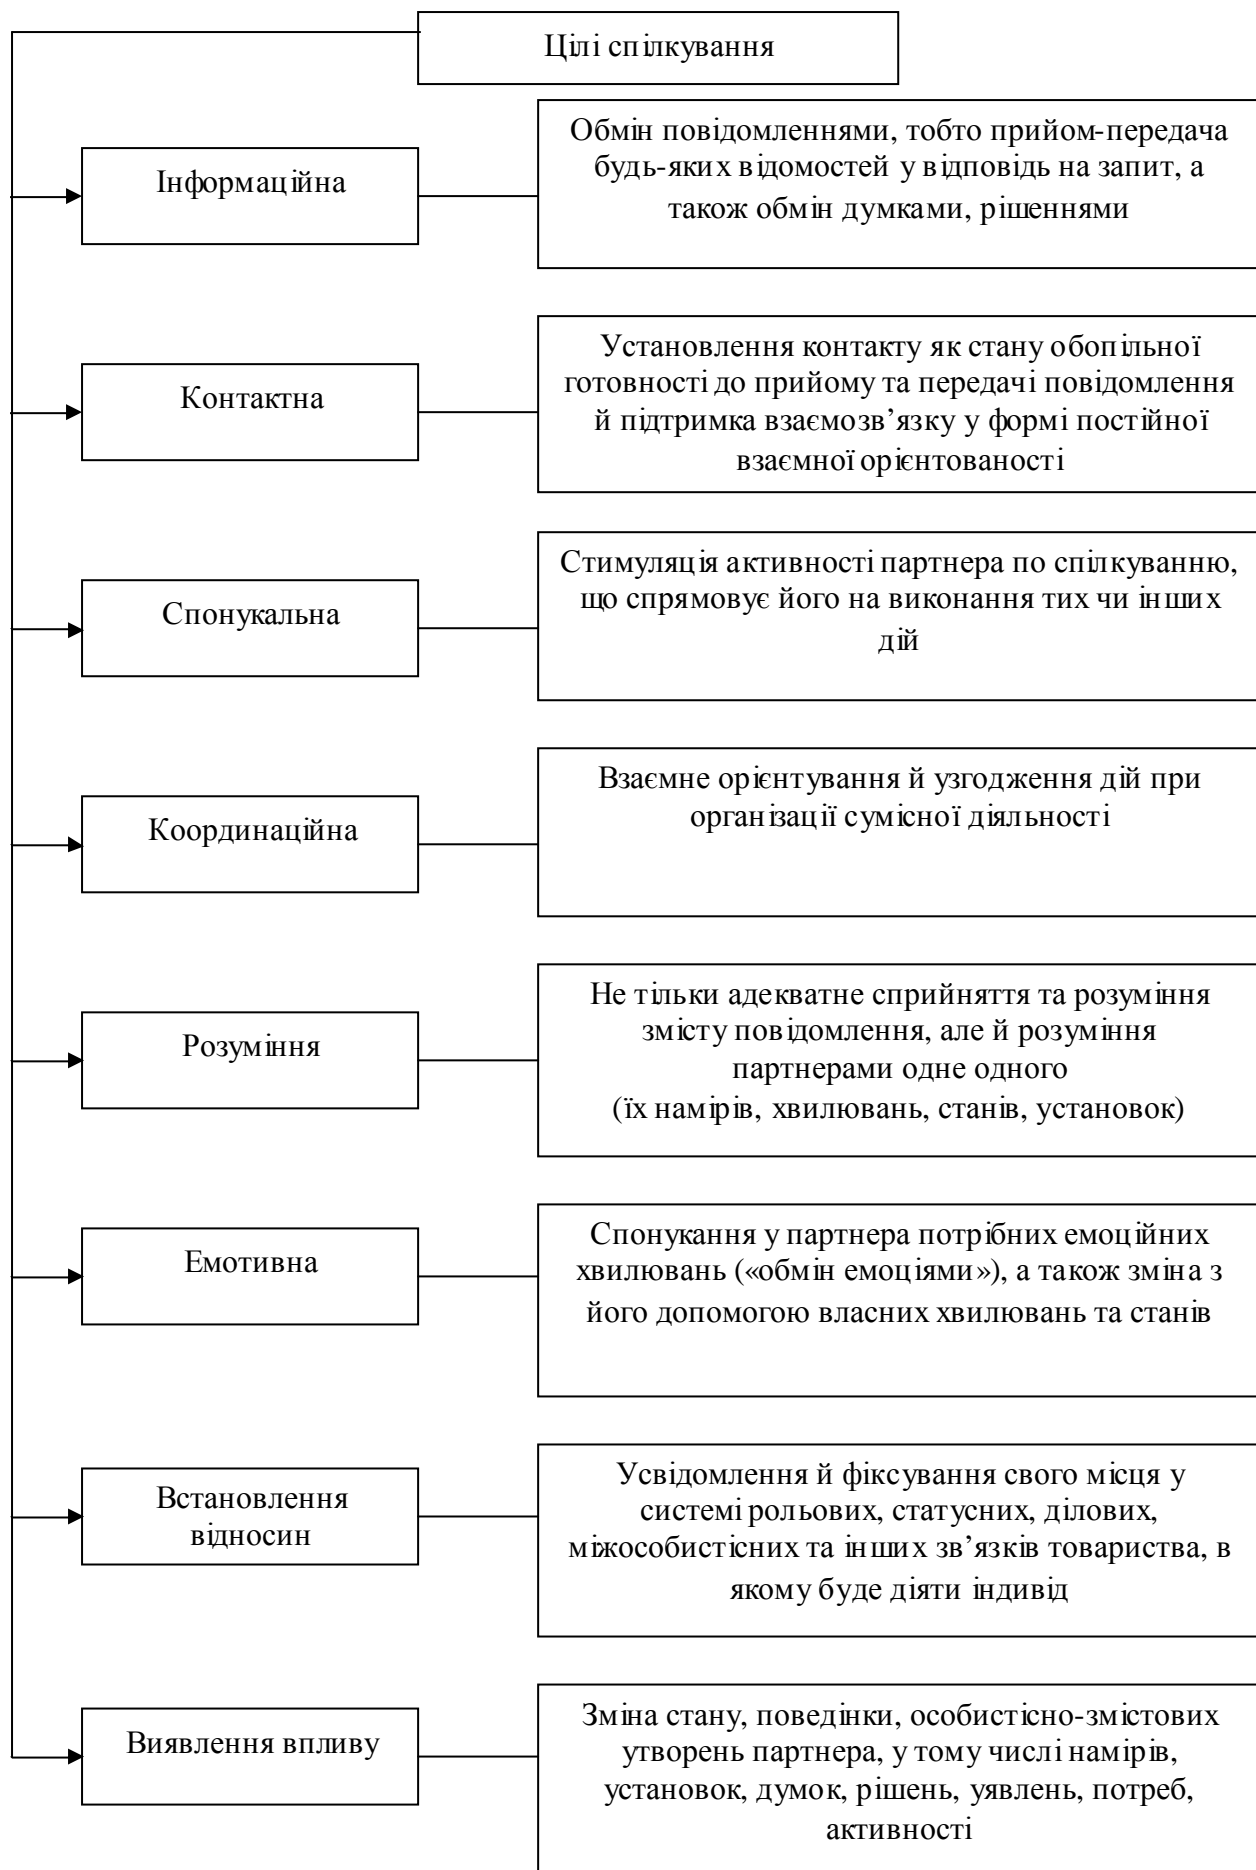 Цілі спілкування
Інформаційна
Обмін повідомленнями, тобто прийом-передача
будь-яких відомостей у відповідь на запит, а
також обмін думками, рішеннями
Контактна
Установлення контакту як стану обопільної
готовності до прийому та передачі повідомлення
й підтримка взаємозв’язку у формі постійної
взаємної орієнтованості
Спонукальна
Стимуляція активності партнера по спілкуванню,
що спрямовує його на виконання тих чи інших
дій
Координаційна
Взаємне орієнтування й узгодження дій при
організації сумісної діяльності
Розуміння
Не тільки адекватне сприйняття та розуміння
змісту повідомлення, але й розуміння
партнерами одне одного
(їх намірів, хвилювань, станів, установок)
Емотивна
Спонукання у партнера потрібних емоційних
хвилювань («обмін емоціями»), а також зміна з
його допомогою власних хвилювань та станів
Встановлення
відносин
Усвідомлення й фіксування свого місця у
системі рольових, статусних, ділових,
міжособистісних та інших зв’язків товариства, в
якому буде діяти індивід
Виявлення впливу
Зміна стану, поведінки, особистісно-змістових
утворень партнера, у тому числі намірів,
установок, думок, рішень, уявлень, потреб,
активності